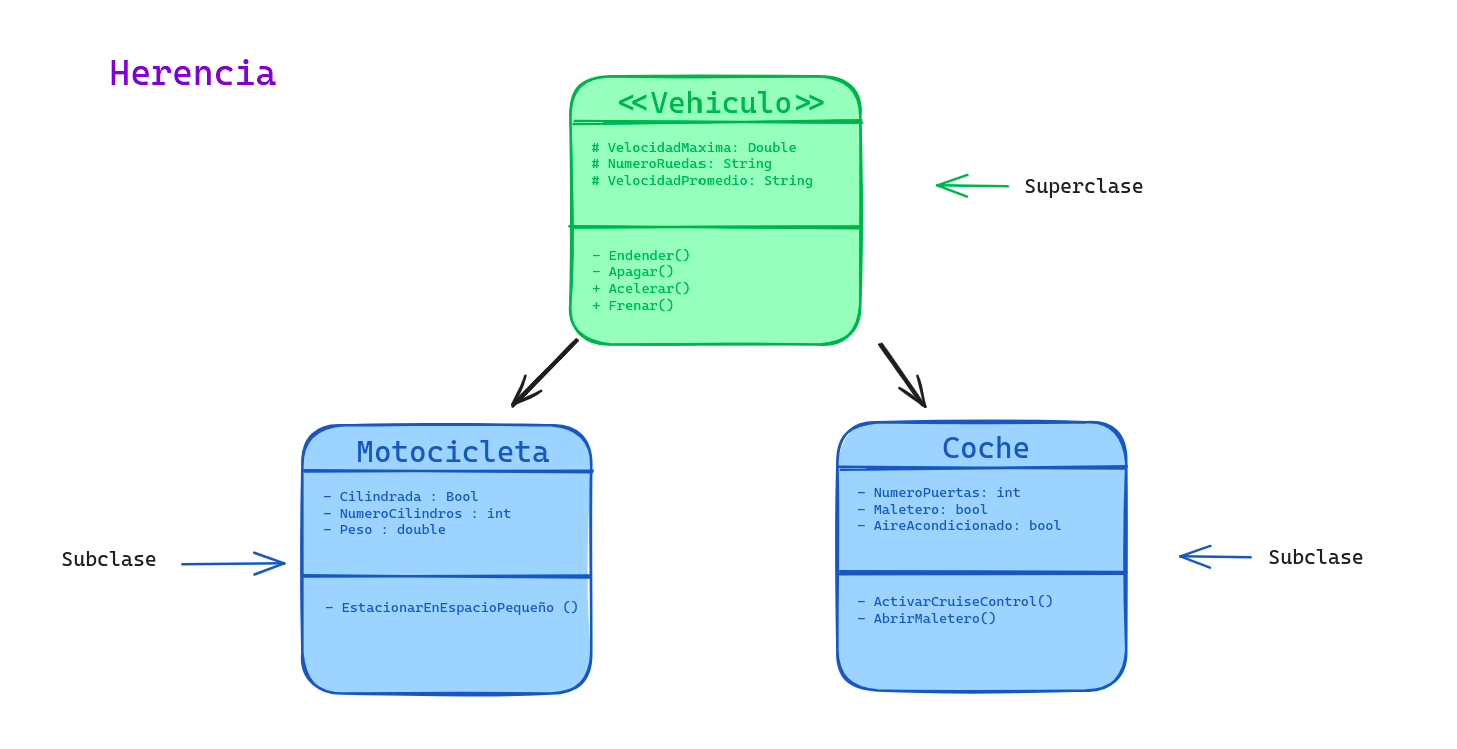 Herencia
<<Vehiculo>>
# VelocidadMaxima: Double
# NumeroRuedas: String
# VelocidadPromedio: String
- Endender()
- Apagar()
+ Acelerar()
+ Frenar()
Superclase
Motocicleta
- Cilindrada : Bool
- NumeroCilindros : int
- Peso : double
- EstacionarEnEspacioPequeño ()
Subclase
Coche
- NumeroPuertas: int
- Maletero: bool
- AireAcondicionado: bool
- ActivarCruiseControl()
- AbrirMaletero()
Subclase